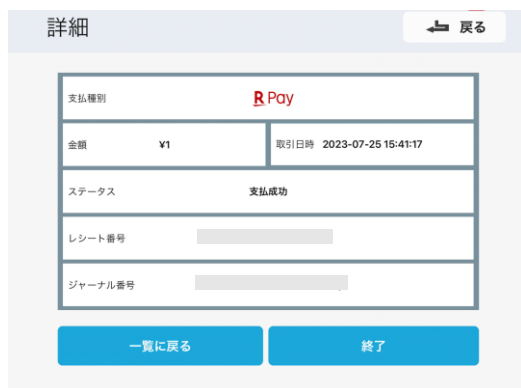 詳細
戻る
支払種別 R Pay
金額 ¥1 取引日時 2023-07-25 15:41:17
ステータス 支払成功
レシート番号
ジャーナル番号
一覧に戻る 終了